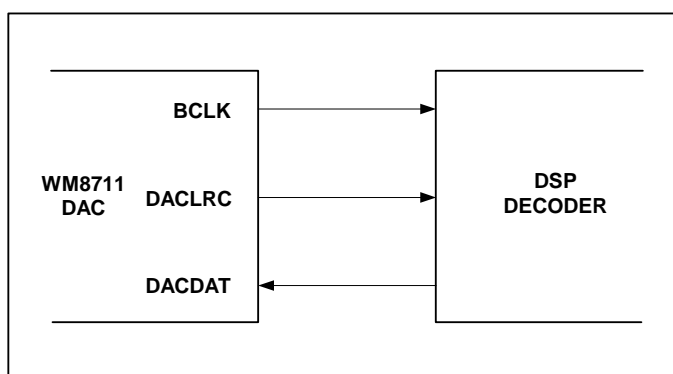 BCLK
WM8711
DAC
DACLRC
DSP
DECODER
DACDAT